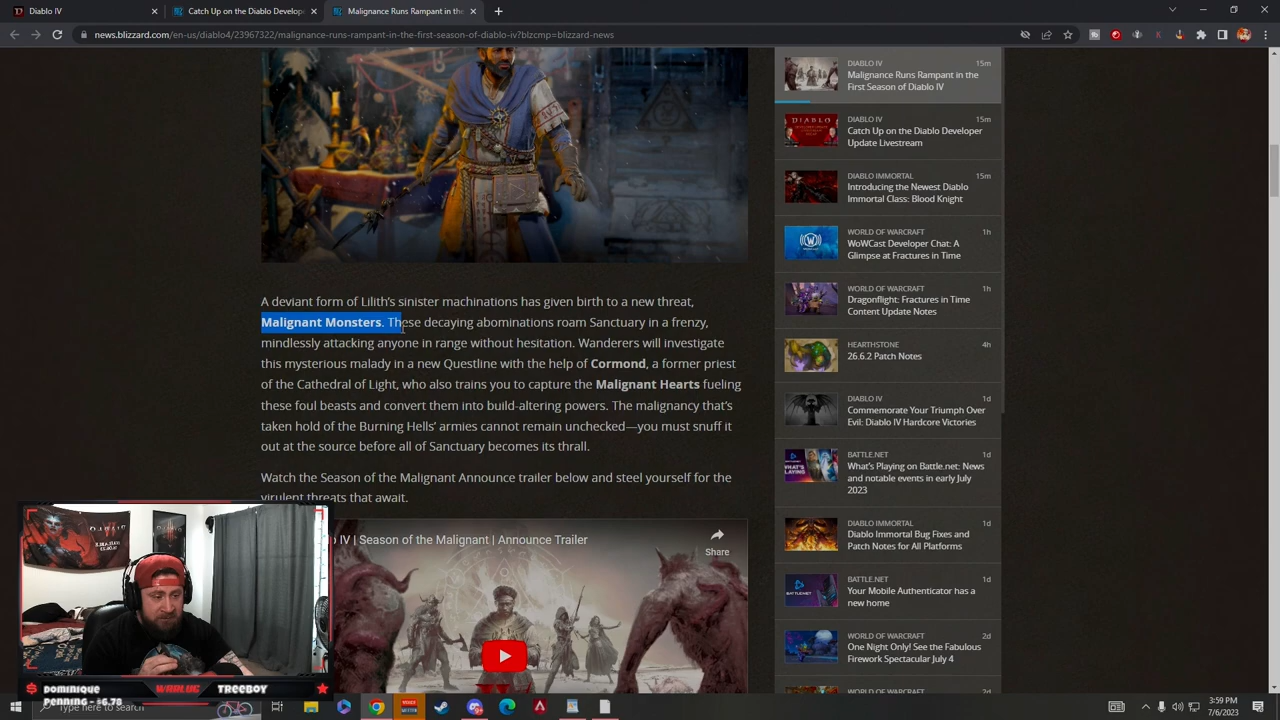 Diablo IV
Catch Up on the Diablo Develo
Malignance Runs Rampant in the
news.blizzard.com/en-us/diablo4/23967322/malignance-runs-rampant-in-the-first-season-of-diablo-iv?blzcmp=blizzard-news
A deviant form of Lilith's sinister machinations has given birth to a new threat,
Malignant Monsters. These decaying abominations roam Sanctuary in a frenzy,
mindlessly attacking anyone in range without hesitation. Wanderers will investigate
this mysterious malady in a new Questline with the help of Cormond, a former priest
of the Cathedral of Light, who also trains you to capture the Malignant Hearts fueling
these foul beasts and convert them into build-altering powers. The malignancy that's
taken hold of the Burning Hells' armies cannot remain unchecked—you must snuff it
out at the source before all of Sanctuary becomes its thrall.
Watch the Season of the Malignant Announce trailer below and steel yourself for the
virulent threats that await.
IV | Season of the Malignant | Announce Trailer
Share
DIABLO IV 15m
Malignance Runs Rampant in the
First Season of Diablo IV
DIABLO IV 15m
Catch Up on the Diablo Developer
Update Livestream
DIABLO IMMORTAL 15m
Introducing the Newest Diablo
Immortal Class: Blood Knight
WORLD OF WARCRAFT 1h
WoWCast Developer Chat: A
Glimpse at Fractures in Time
WORLD OF WARCRAFT 1h
Dragonflight: Fractures in Time
Content Update Notes
HEARTHSTONE 4h
26.6.2 Patch Notes
DIABLO IV 1d
Commemorate Your Triumph Over
Evil: Diablo IV Hardcore Victories
BATTLE.NET 1d
What's Playing on Battle.net: News
and notable events in early July
2023
DIABLO IMMORTAL 1d
Diablo Immortal Bug Fixes and
Patch Notes for All Platforms
BATTLE.NET 1d
Your Mobile Authenticator has a
new home
WORLD OF WARCRAFT 2d
One Night Only! See the Fabulous
Firework Spectacular July 4
WORLD OF WARCRAFT 2d
DIABLO
$ dominique WARLUC TREEBOY
penning - $6.78
Type here to search
3:59 PM
7/6/2023